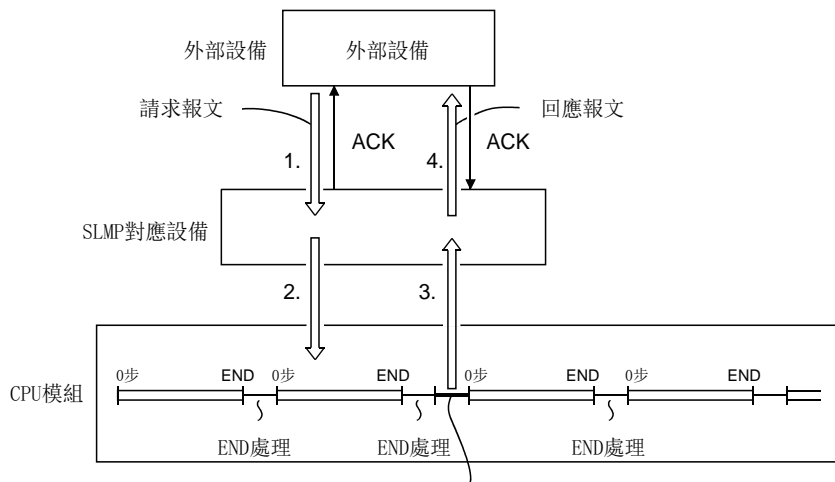 外部設備
外部設備
請求報文
回應報文
ACK
ACK
1.
4.
SLMP對應設備
2.
3.
0步
END
0步
END
0步
END
0步
END
CPU模組
END處理
END處理
END處理